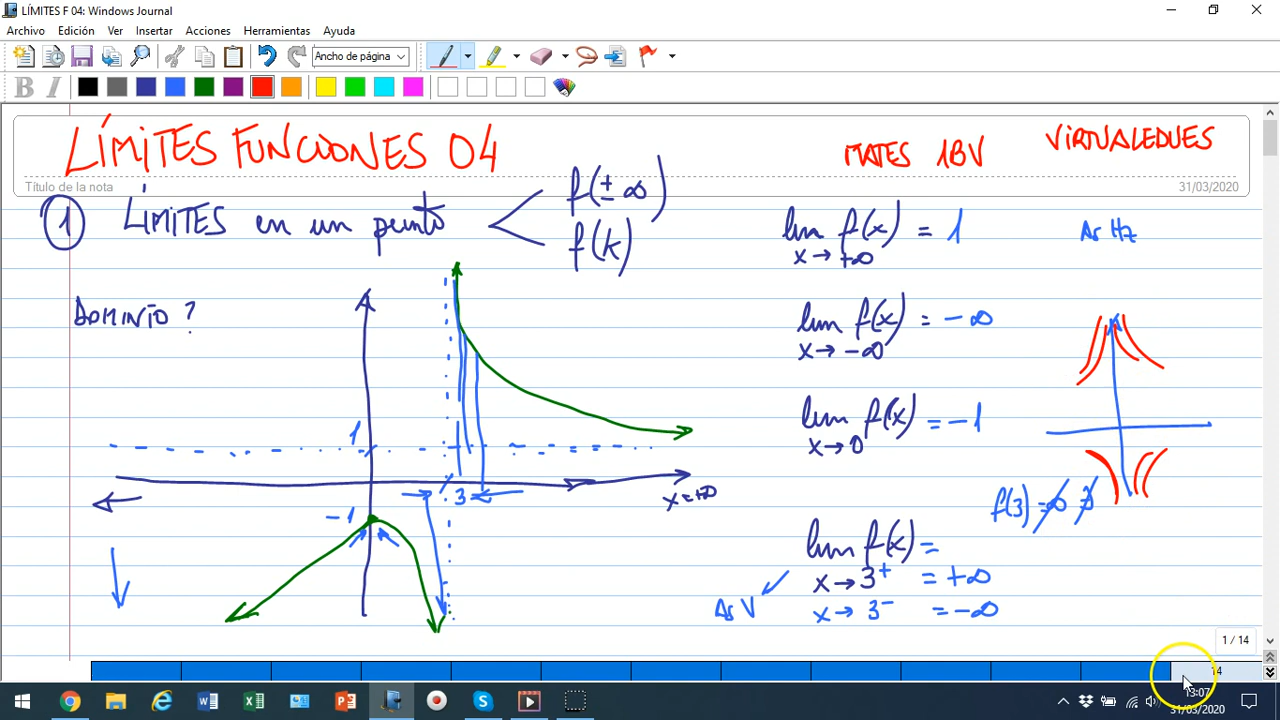 LÍMITES F 04: Windows Journal
Archivo Edición Ver Insertar Acciones Herramientas Ayuda
Ancho de página
B I
LÍMITES FUNCIONES 04
MATES 1BV
VIRTUALEDUES
Título de la nota
31/03/2020
1 LÍMITES en un punto
f(±∞)
f(k)
lim f(x) = 1
x→ +∞
As Hz
DOMINIO ?
lim f(x) = -∞
x→ -∞
lim f(x) = -1
x→0
1
3
x=+∞
-1
f(3)=
lim f(x) =
x→3⁺ = +∞
As V
x→ 3⁻ = -∞
1 / 14
14
13:07
31/03/2020